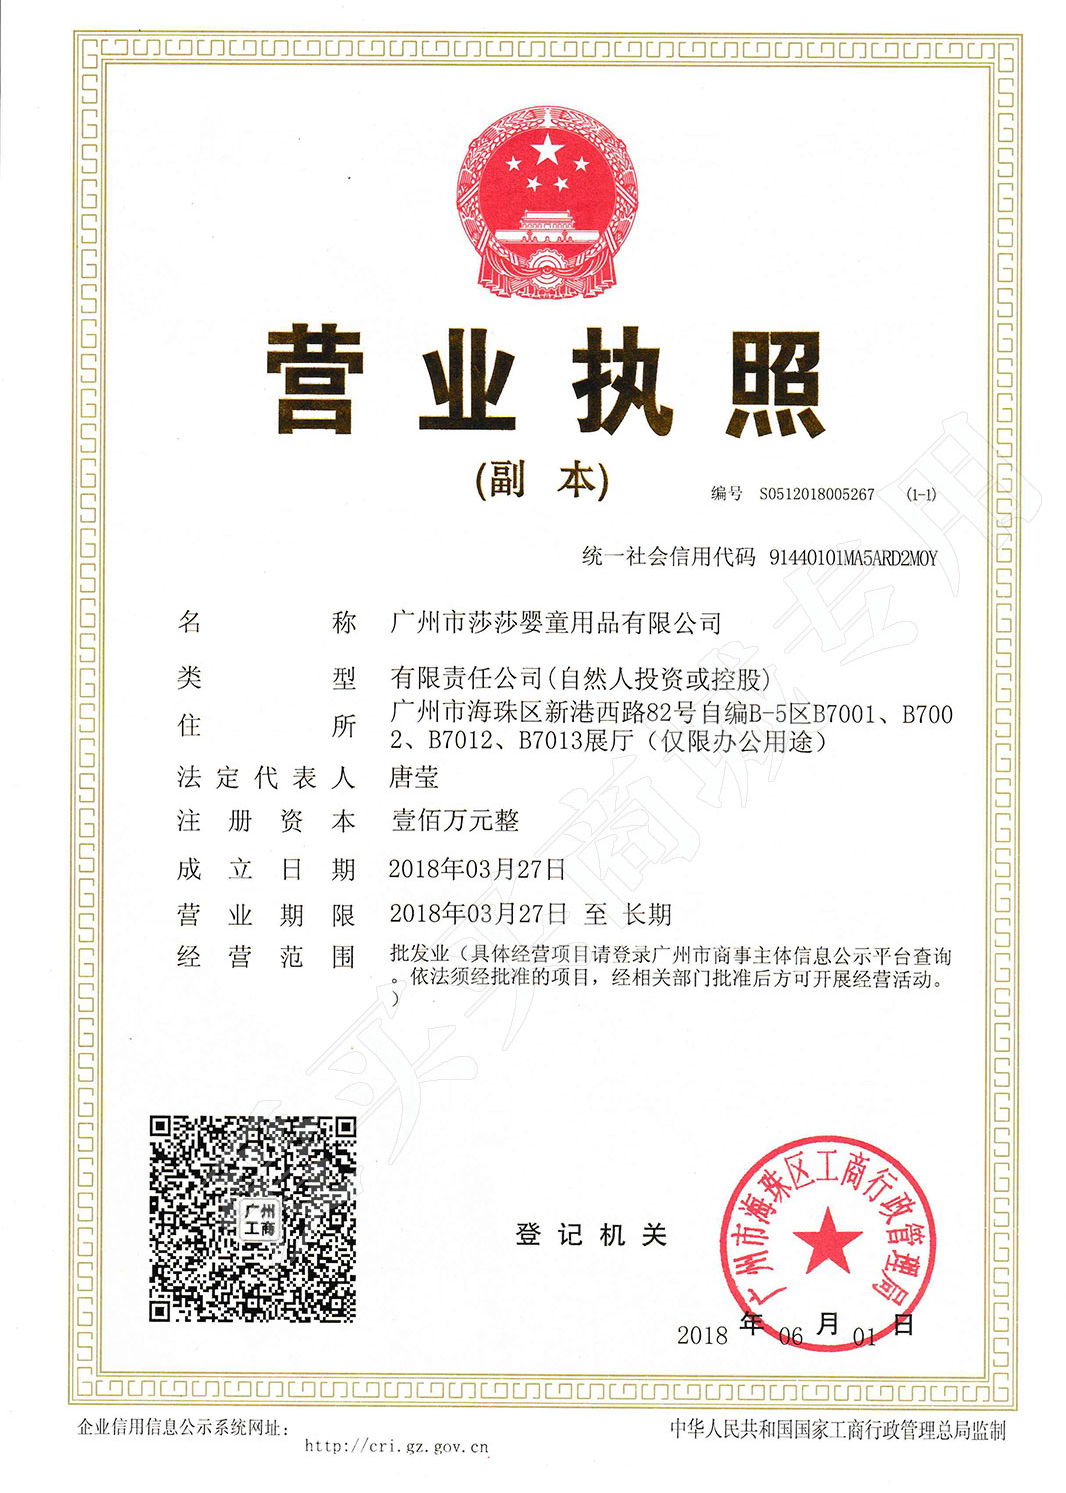 营业执照
(副 本)
编号 S0512018005267 (1-1)
统一社会信用代码 91440101MA5ARD2M0Y
名称 广州市莎莎婴童用品有限公司
类型 有限责任公司(自然人投资或控股)
住所 广州市海珠区新港西路82号自编B-5区B7001、B700
2、B7012、B7013展厅（仅限办公用途）
法定代表人 唐莹
注册资本 壹佰万元整
成立日期 2018年03月27日
营业期限 2018年03月27日 至 长期
经营范围 批发业（具体经营项目请登录广州市商事主体信息公示平台查询
。依法须经批准的项目，经相关部门批准后方可开展经营活动。
）
广州工商
登记机关
广州市海珠区工商行政管理局
2018 年 06 月 01 日
企业信用信息公示系统网址：
http://cri.gz.gov.cn
中华人民共和国国家工商行政管理总局监制
买买商城专用